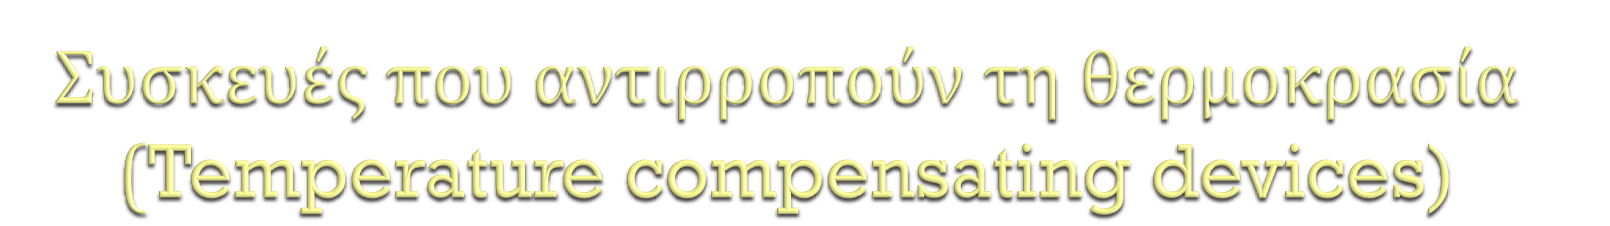 Συσκευές που αντιρροπούν τη θερμοκρασία
(Temperature compensating devices)